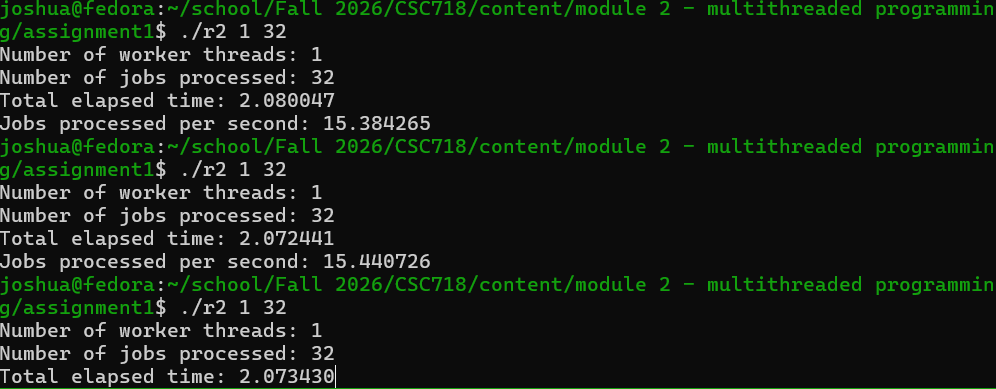 joshua@fedora:~/school/Fall 2026/CSC718/content/module 2 - multithreaded programmin
g/assignment1$ ./r2 1 32
Number of worker threads: 1
Number of jobs processed: 32
Total elapsed time: 2.080047
Jobs processed per second: 15.384265
joshua@fedora:~/school/Fall 2026/CSC718/content/module 2 - multithreaded programmin
g/assignment1$ ./r2 1 32
Number of worker threads: 1
Number of jobs processed: 32
Total elapsed time: 2.072441
Jobs processed per second: 15.440726
joshua@fedora:~/school/Fall 2026/CSC718/content/module 2 - multithreaded programmin
g/assignment1$ ./r2 1 32
Number of worker threads: 1
Number of jobs processed: 32
Total elapsed time: 2.073430